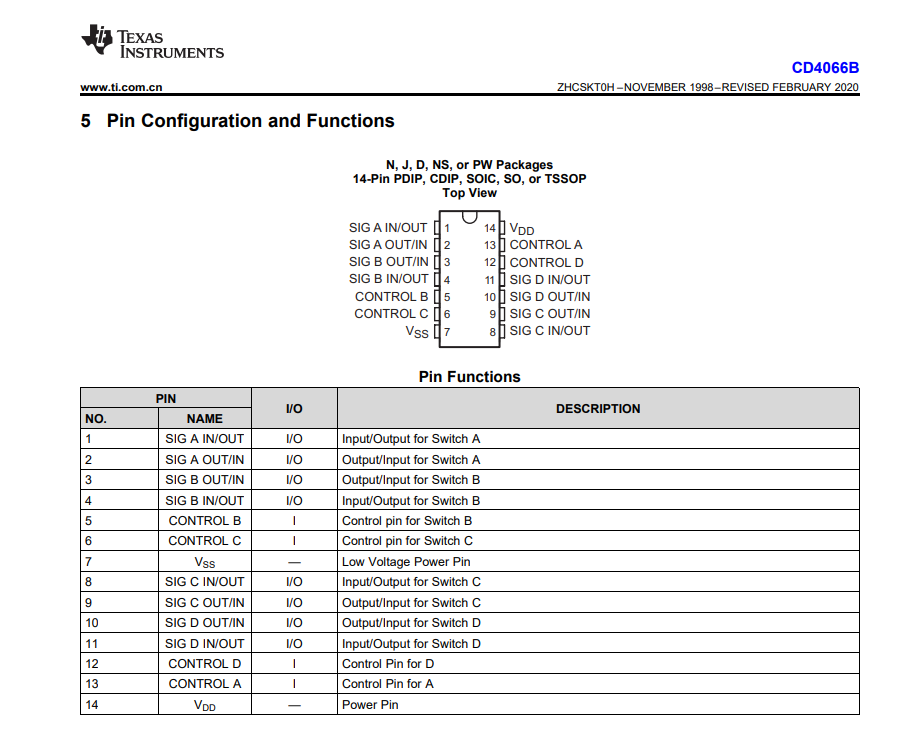 TEXAS
INSTRUMENTS
CD4066B
www.ti.com.cn ZHCSKT0H –NOVEMBER 1998–REVISED FEBRUARY 2020
5 Pin Configuration and Functions
N, J, D, NS, or PW Packages
14-Pin PDIP, CDIP, SOIC, SO, or TSSOP
Top View
SIG A IN/OUT 1 14 VDD
SIG A OUT/IN 2 13 CONTROL A
SIG B OUT/IN 3 12 CONTROL D
SIG B IN/OUT 4 11 SIG D IN/OUT
CONTROL B 5 10 SIG D OUT/IN
CONTROL C 6 9 SIG C OUT/IN
VSS 7 8 SIG C IN/OUT
Pin Functions
PIN I/O DESCRIPTION
NO. NAME
1 SIG A IN/OUT I/O Input/Output for Switch A
2 SIG A OUT/IN I/O Output/Input for Switch A
3 SIG B OUT/IN I/O Output/Input for Switch B
4 SIG B IN/OUT I/O Input/Output for Switch B
5 CONTROL B I Control pin for Switch B
6 CONTROL C I Control pin for Switch C
7 VSS — Low Voltage Power Pin
8 SIG C IN/OUT I/O Input/Output for Switch C
9 SIG C OUT/IN I/O Output/Input for Switch C
10 SIG D OUT/IN I/O Output/Input for Switch D
11 SIG D IN/OUT I/O Input/Output for Switch D
12 CONTROL D I Control Pin for D
13 CONTROL A I Control Pin for A
14 VDD — Power Pin